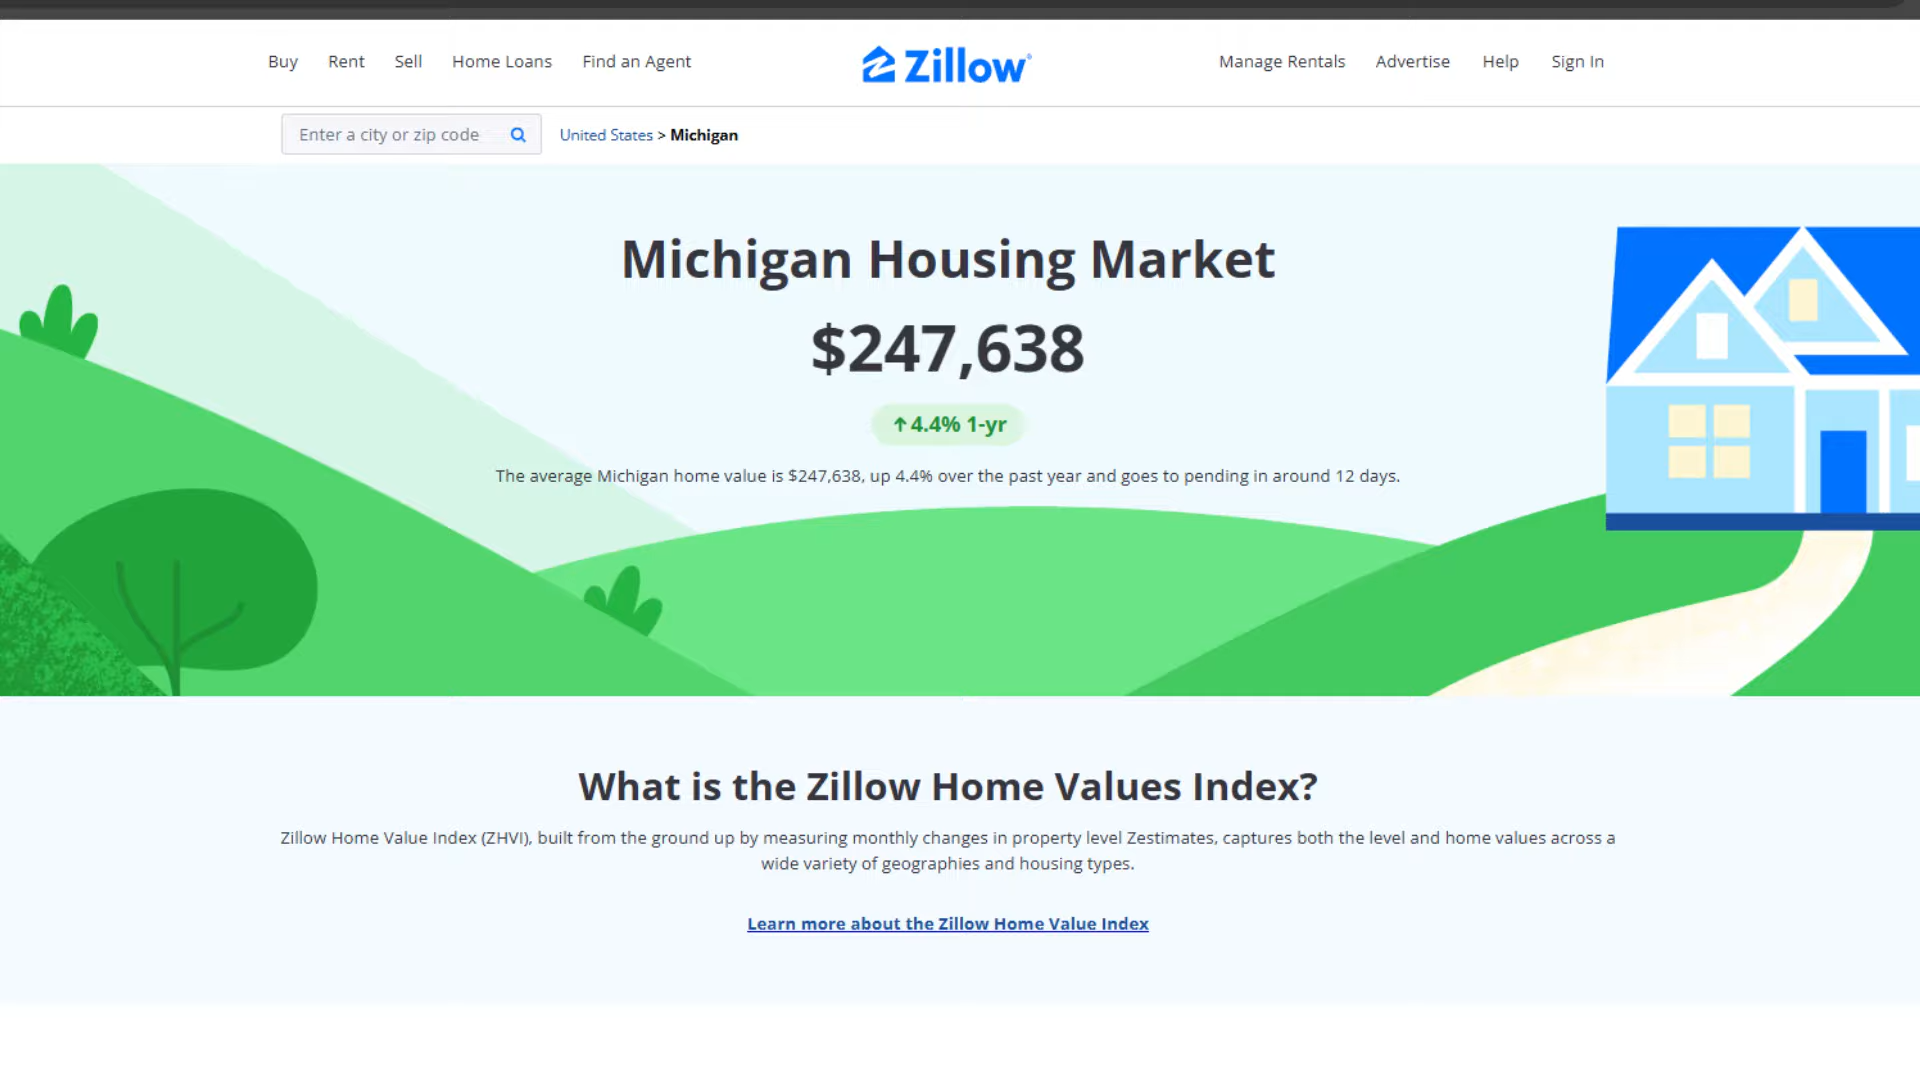 Buy Rent Sell Home Loans Find an Agent Zillow® Manage Rentals Advertise Help Sign In
Enter a city or zip code United States > Michigan
Michigan Housing Market
$247,638
↑ 4.4% 1-yr
The average Michigan home value is $247,638, up 4.4% over the past year and goes to pending in around 12 days.
What is the Zillow Home Values Index?
Zillow Home Value Index (ZHVI), built from the ground up by measuring monthly changes in property level Zestimates, captures both the level and home values across a
wide variety of geographies and housing types.
Learn more about the Zillow Home Value Index